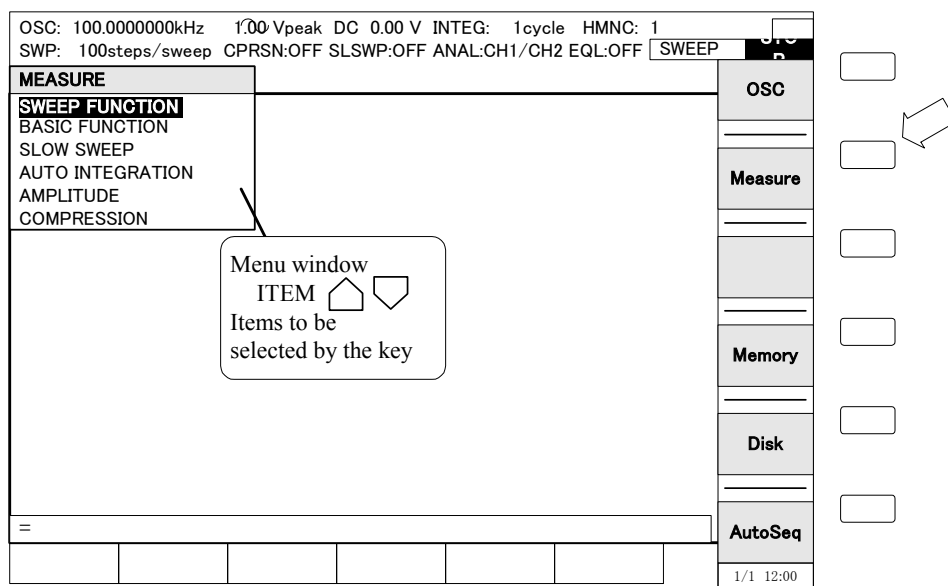 OSC: 100.0000000kHz 1.00 Vpeak DC 0.00 V INTEG: 1cycle HMNC: 1
SWP: 100steps/sweep CPRSN:OFF SLSWP:OFF ANAL:CH1/CH2 EQL:OFF SWEEP
MEASURE
SWEEP FUNCTION
BASIC FUNCTION
SLOW SWEEP
AUTO INTEGRATION
AMPLITUDE
COMPRESSION
Menu window
ITEM
Items to be
selected by the key
OSC
Measure
Memory
Disk
AutoSeq
=
1/1 12:00